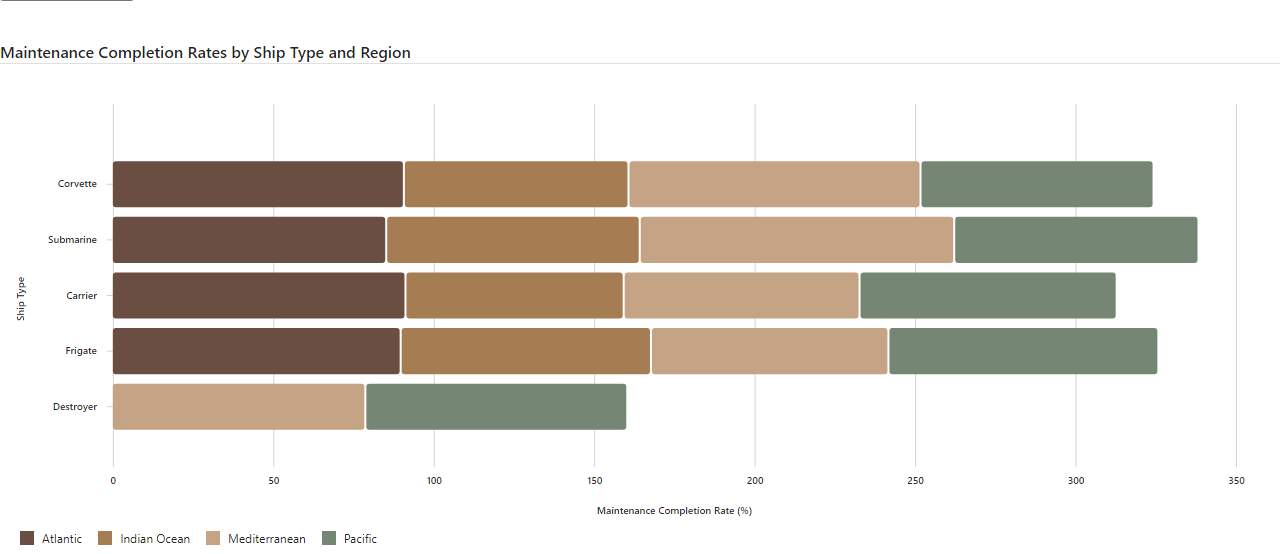 Maintenance Completion Rates by Ship Type and Region
Corvette
Submarine
Carrier
Frigate
Destroyer
Ship Type
0 50 100 150 200 250 300 350
Maintenance Completion Rate (%)
Atlantic Indian Ocean Mediterranean Pacific